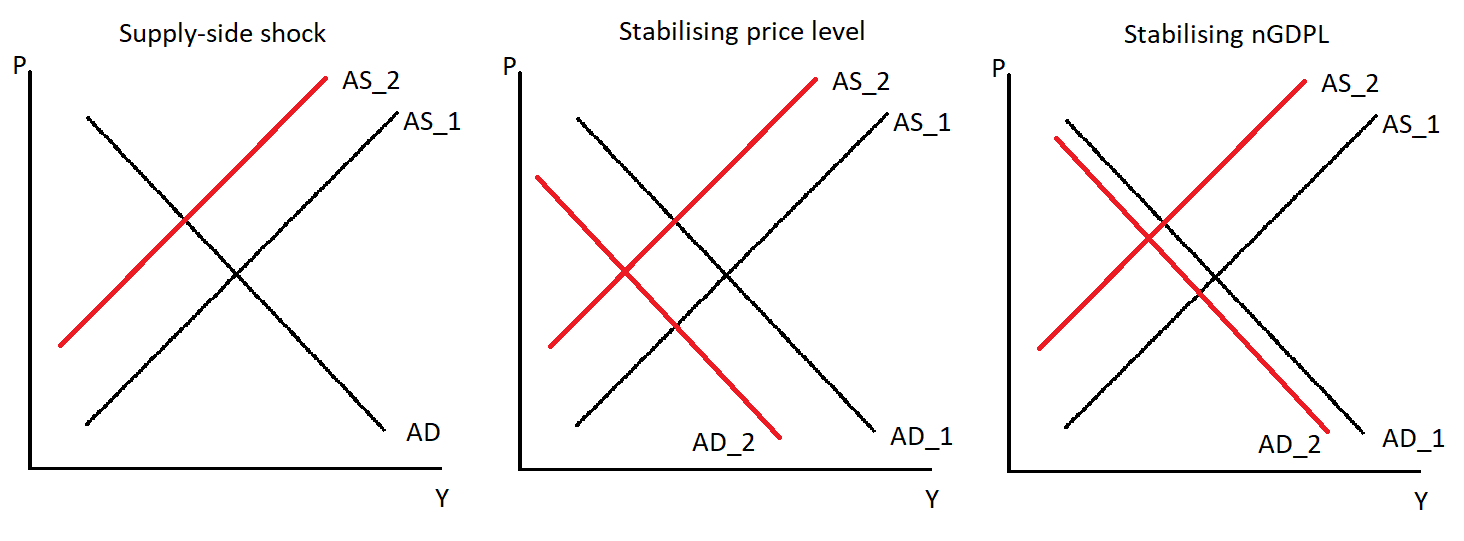 Supply-side shock
P
AS_2
AS_1
AD
Y
Stabilising price level
P
AS_2
AS_1
AD_2
AD_1
Y
Stabilising nGDPL
P
AS_2
AS_1
AD_2
AD_1
Y